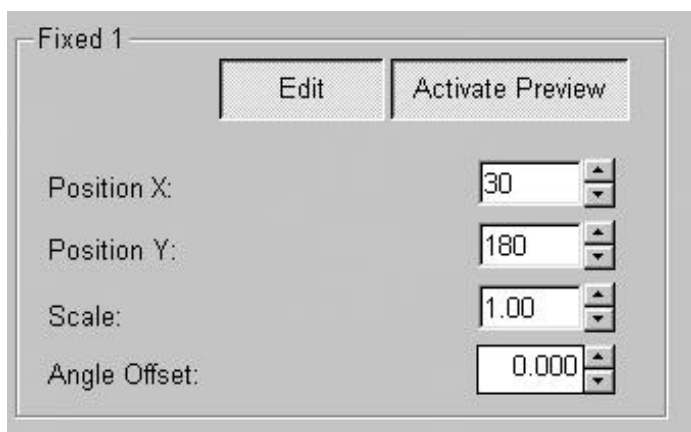 Fixed 1
Edit Activate Preview
Position X: 30
Position Y: 180
Scale: 1.00
Angle Offset: 0.000